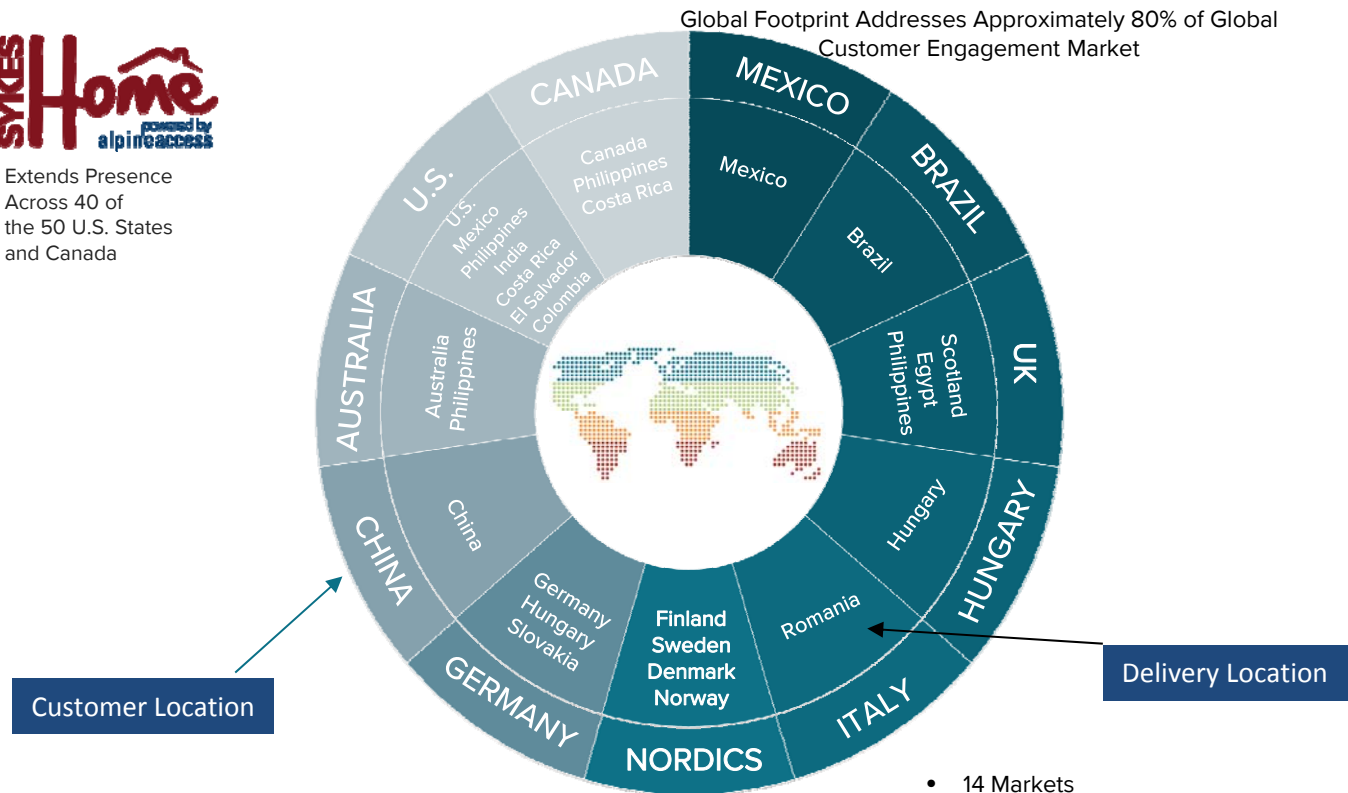 Global Footprint Addresses Approximately 80% of Global
Customer Engagement Market
SYKES
Home
powered by
alpineaccess
Extends Presence
Across 40 of
the 50 U.S. States
and Canada
CANADA
Canada
Philippines
Costa Rica
MEXICO
Mexico
BRAZIL
Brazil
UK
Scotland
Egypt
Philippines
HUNGARY
Hungary
ITALY
Romania
NORDICS
Finland
Sweden
Denmark
Norway
GERMANY
Germany
Hungary
Slovakia
CHINA
China
AUSTRALIA
Australia
Philippines
U.S.
U.S.
Mexico
Philippines
India
Costa Rica
El Salvador
Colombia
Customer Location
Delivery Location
• 14 Markets